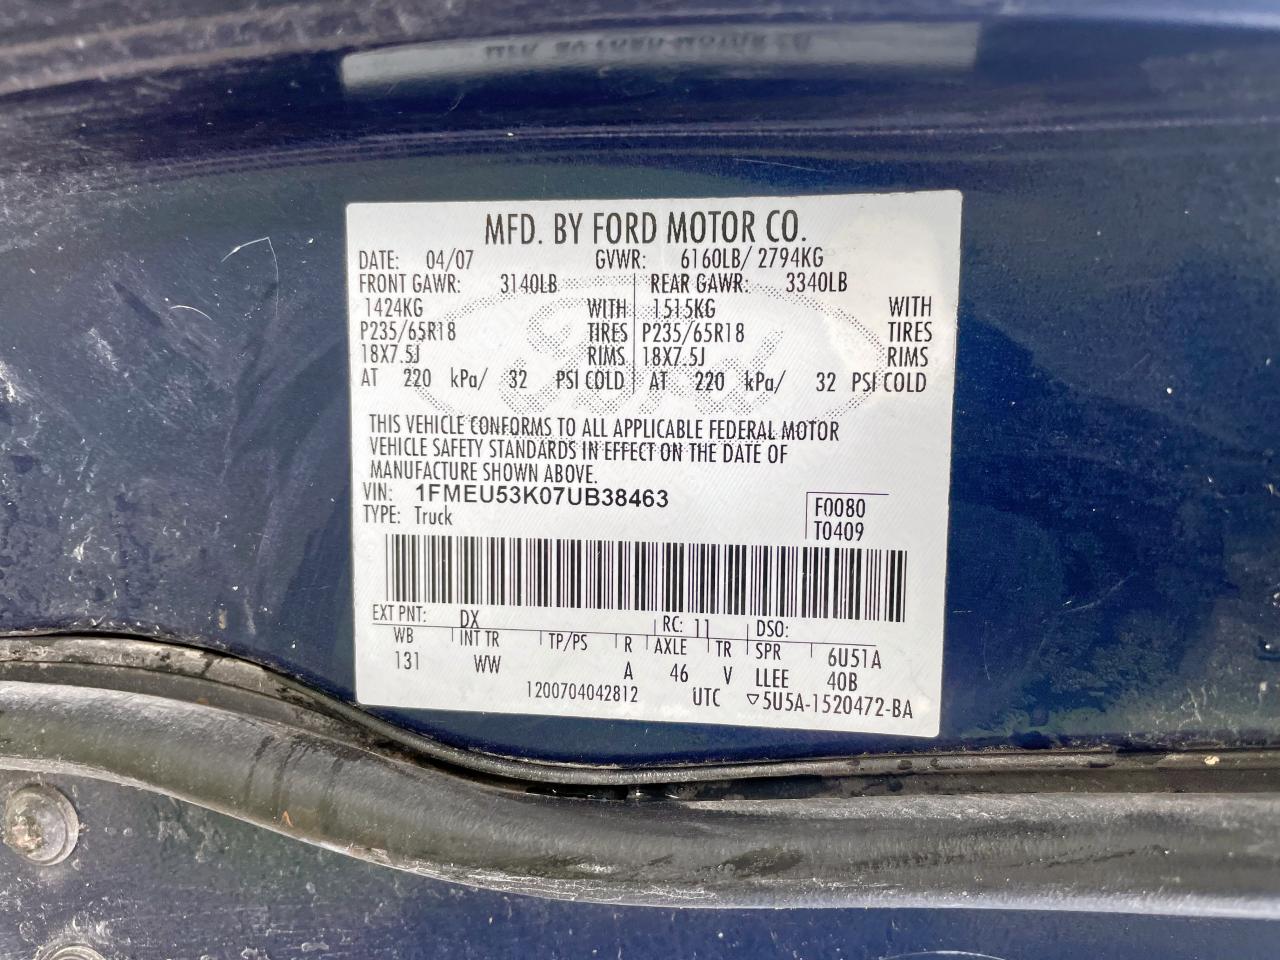 MFD. BY FORD MOTOR CO.
DATE: 04/07 GVWR: 6160LB/ 2794KG
FRONT GAWR: 3140LB REAR GAWR: 3340LB
1424KG WITH 1515KG WITH
P235/65R18 TIRES P235/65R18 TIRES
18X7.5J RIMS 18X7.5J RIMS
AT 220 kPa/ 32 PSI COLD AT 220 kPa/ 32 PSI COLD
THIS VEHICLE CONFORMS TO ALL APPLICABLE FEDERAL MOTOR
VEHICLE SAFETY STANDARDS IN EFFECT ON THE DATE OF
MANUFACTURE SHOWN ABOVE.
VIN: 1FMEU53K07UB38463 F0080
TYPE: Truck T0409
EXT PNT: DX RC: 11 DSO:
WB INT TR TP/PS R AXLE TR SPR 6U51A
131 WW A 46 V LLEE 40B
1200704042812 UTC ▽5U5A-1520472-BA